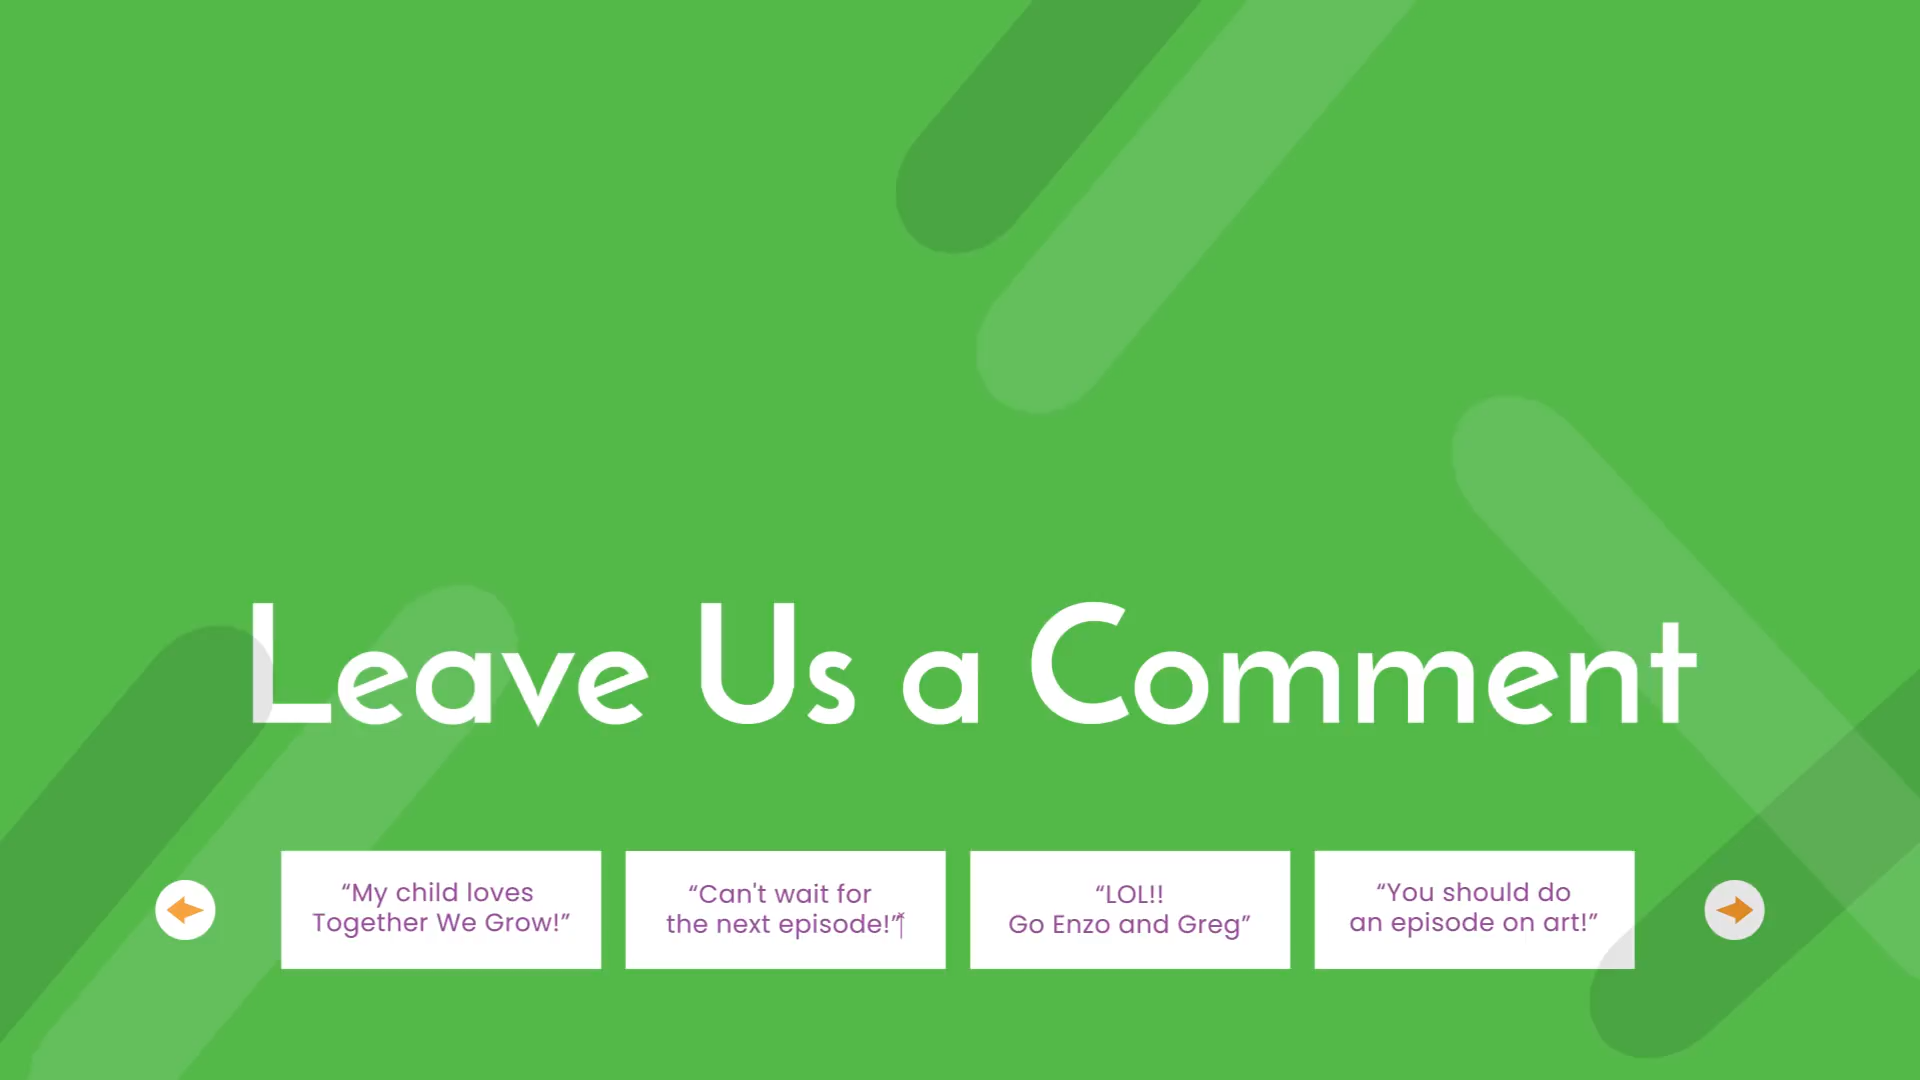 Leave Us a Comment
“My child loves
Together We Grow!”
“Can't wait for
the next episode!”
“LOL!!
Go Enzo and Greg”
“You should do
an episode on art!”